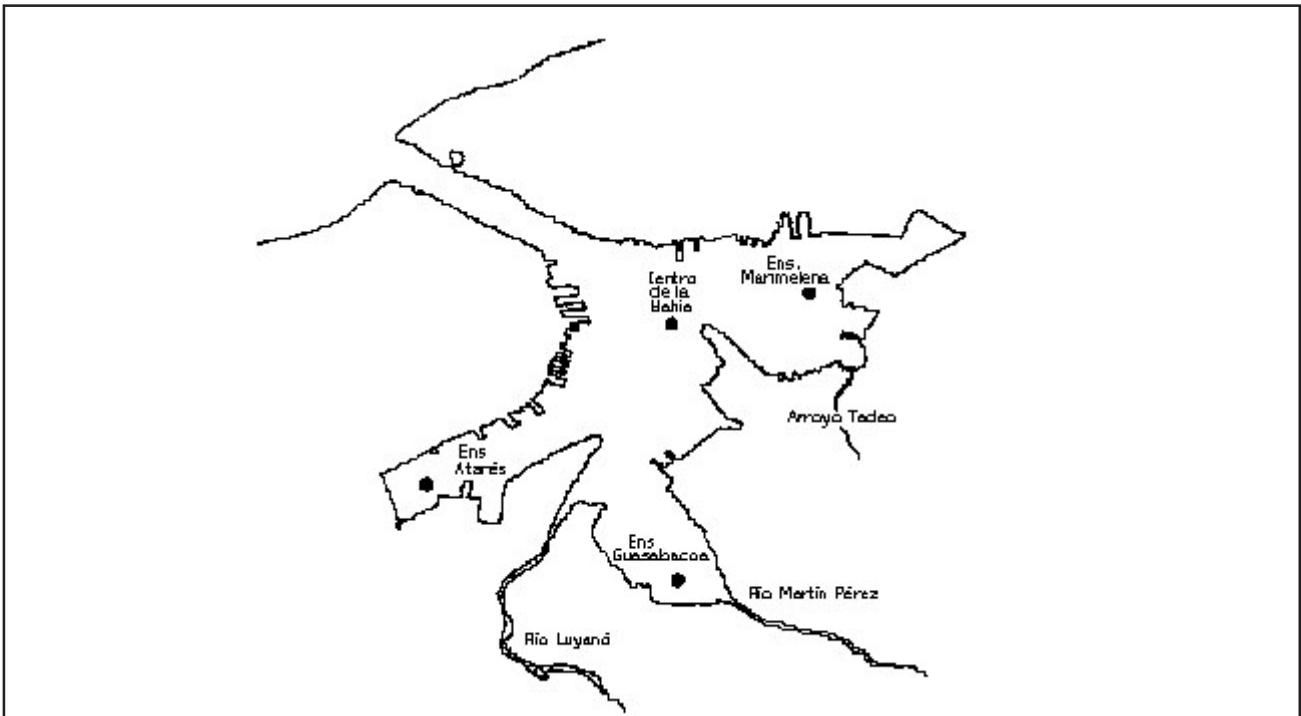 Centro
de la
Bahía
Ens.
Marimelena
Arroyo Tadeo
Ens
Atarés
Ens
Guasabacoa
Río Martín Pérez
Río Luyanó